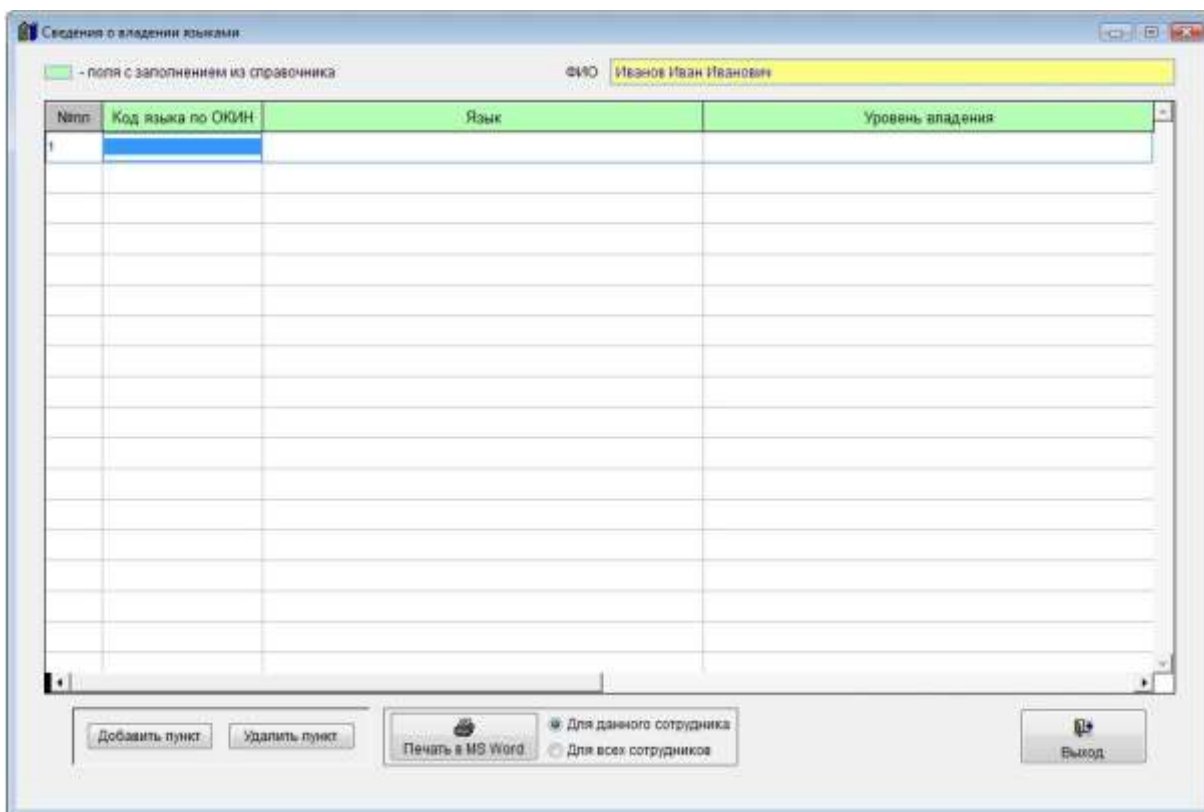 Сведения о владении языками
- поля с заполнением из справочника
ФИО Иванов Иван Иванович
№пп Код языка по ОКИН Язык Уровень владения
1
Добавить пункт Удалить пункт Печать в MS Word
Для данного сотрудника
Для всех сотрудников
Выход